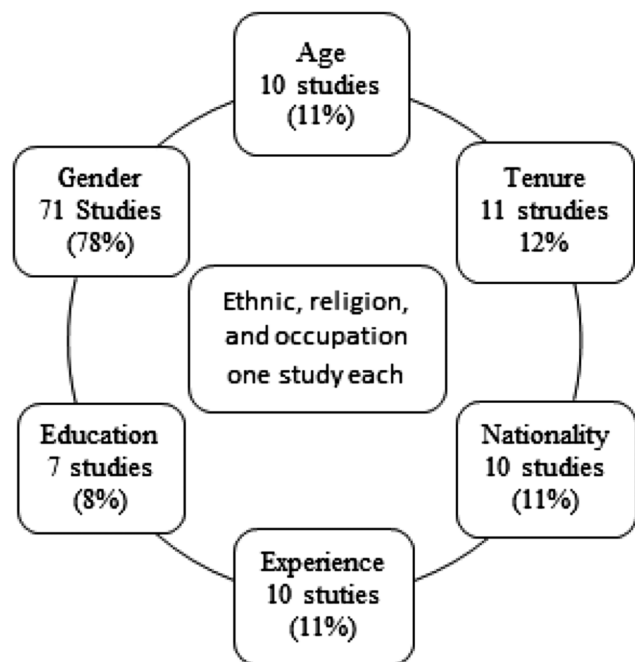 Age
10 studies
(11%)
Gender
71 Studies
(78%)
Tenure
11 strudies
12%
Ethnic, religion,
and occupation
one study each
Education
7 studies
(8%)
Nationality
10 studies
(11%)
Experience
10 stuties
(11%)